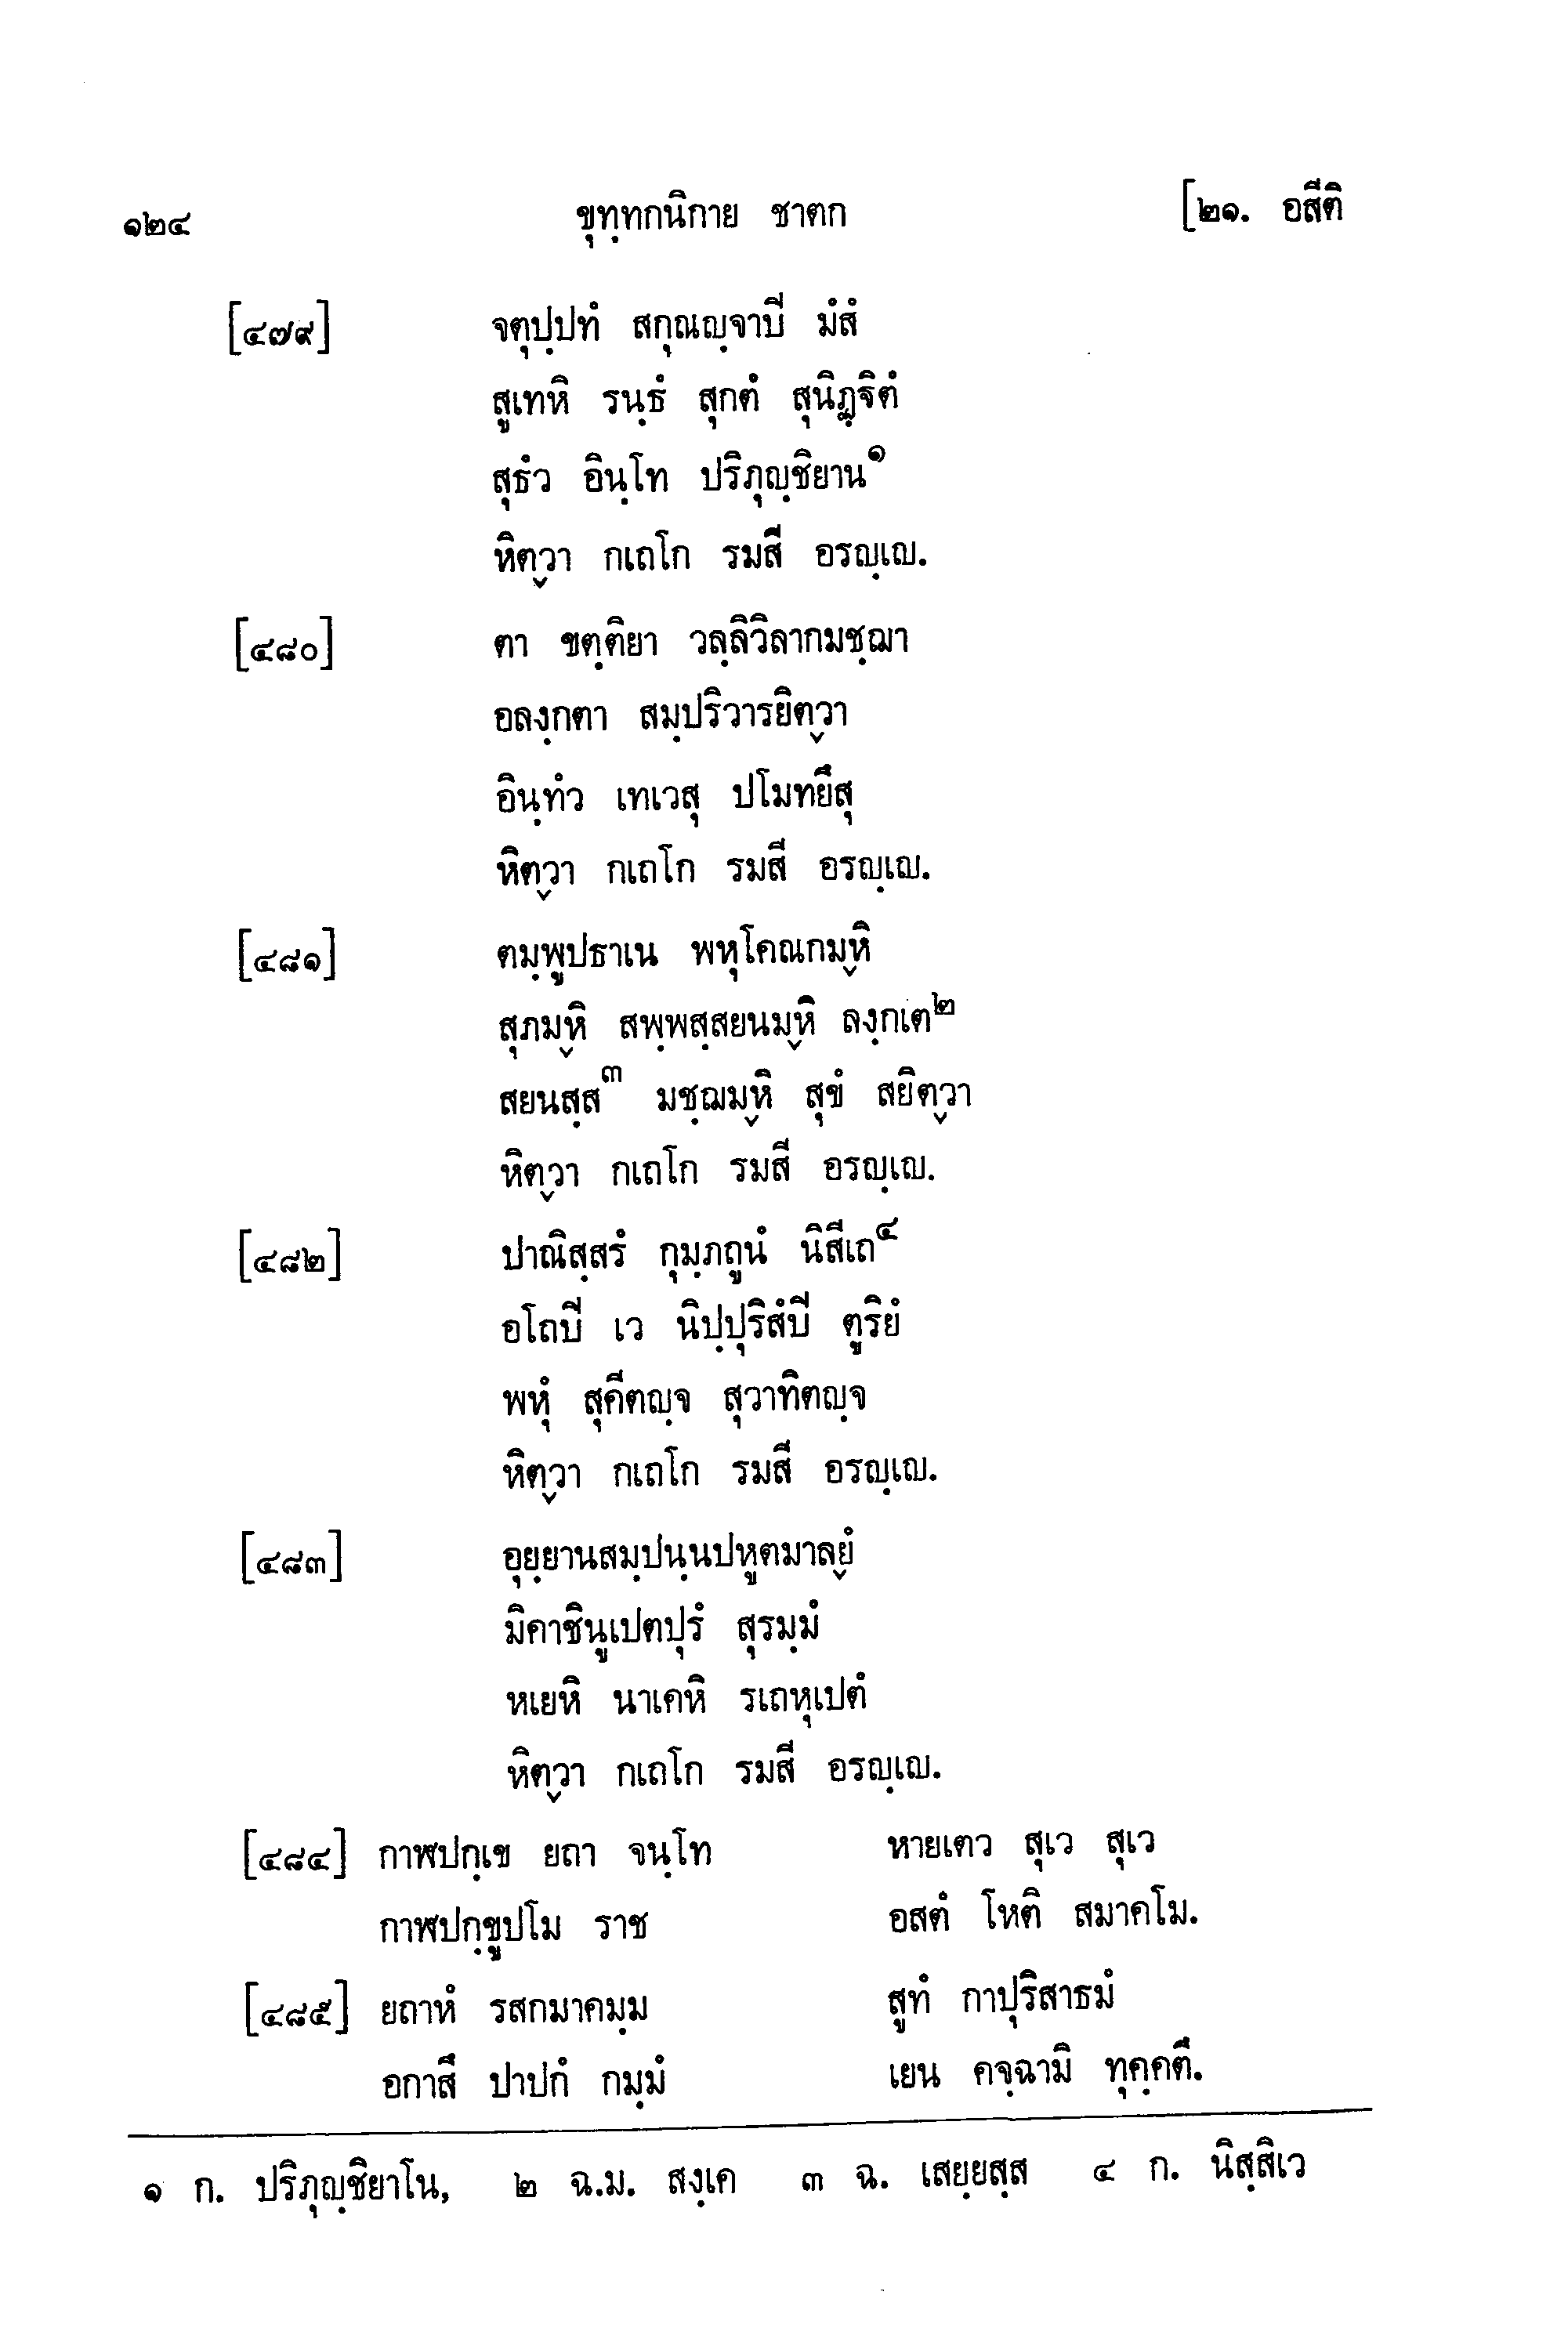 ๑๒๔ ขุทฺทกนิกาย ชาตก [๒๑. อสีติ
[๔๗๙] จตุปฺปทํ สกุณญฺจาปิ มํสํ
สูเทหิ รนฺธํ สุกตํ สุนิฏฺฐิตํ
สุธํว อินฺโท ปริภุญฺชิยาน๑
หิตฺวา กเถโก รมสี อรญฺเญ.
[๔๘๐] ตา ขตฺติยา วลฺลิวิลากมชฺฌา
อลงฺกตา สมฺปริวารยิตฺวา
อินฺทํว เทเวสุ ปโมทยึสุ
หิตฺวา กเถโก รมสี อรญฺเญ.
[๔๘๑] ตมฺพูปธาเน พหุโคณกมฺหิ
สุภมฺหิ สพฺพสฺสยนมฺหิ ลงฺกเต๒
สยนสฺส๓ มชฺฌมฺหิ สุขํ สยิตฺวา
หิตฺวา กเถโก รมสี อรญฺเญ.
[๔๘๒] ปาณิสฺสรํ กุมฺภถูนํ นิสีเถ๔
อโถปี เว นิปฺปุริสํปี ตูริยํ
พหุํ สุคีตญฺจ สุวาทิตญฺจ
หิตฺวา กเถโก รมสี อรญฺเญ.
[๔๘๓] อุยฺยานสมฺปนฺนปหูตมาลฺยํ
มิคาชินูเปตปุรํ สุรมฺมํ
หเยหิ นาเคหิ รเถหุเปตํ
หิตฺวา กเถโก รมสี อรญฺเญ.
[๔๘๔] กาฬปกฺเข ยถา จนฺโท หายเตว สุเว สุเว
กาฬปกฺขูปโม ราช อสตํ โหติ สมาคโม.
[๔๘๕] ยถาหํ รสกมาคมฺม สูทํ กาปุริสาธมํ
อกาสึ ปาปกํ กมฺมํ เยน คจฺฉามิ ทุคฺคตึ.
๑ ก. ปริภุญฺชิยาโน, ๒ ฉ.ม. สงฺเค ๓ ฉ. เสยฺยสฺส ๔ ก. นิสฺสิเว